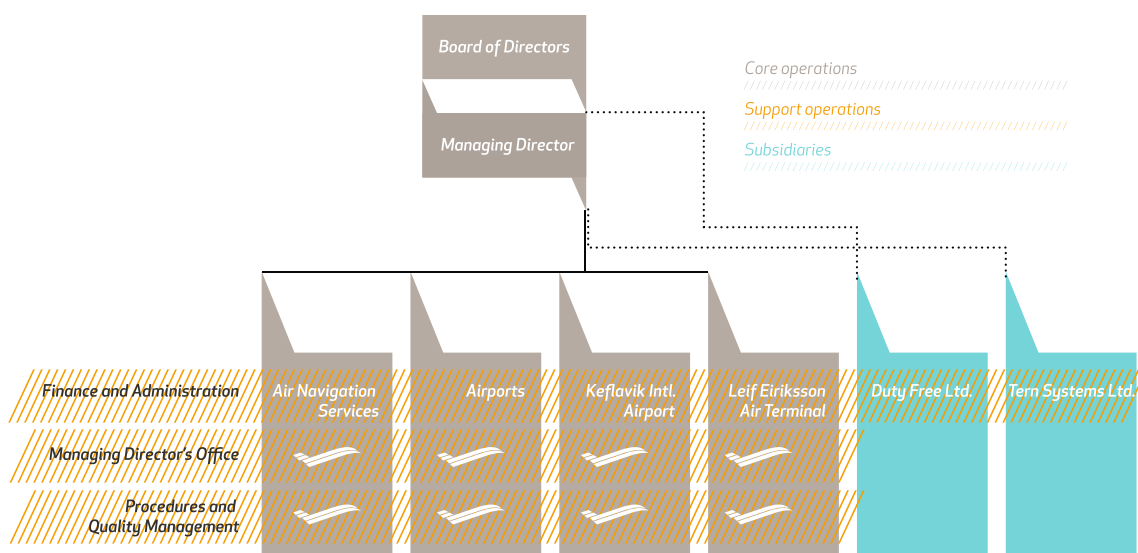 Board of Directors
Managing Director
Core operations
Support operations
Subsidiaries
Finance and Administration
Air Navigation
Services
Airports
Keflavik Intl.
Airport
Leif Eiriksson
Air Terminal
Duty Free Ltd.
Tern Systems Ltd.
Managing Director's Office
Procedures and
Quality Management